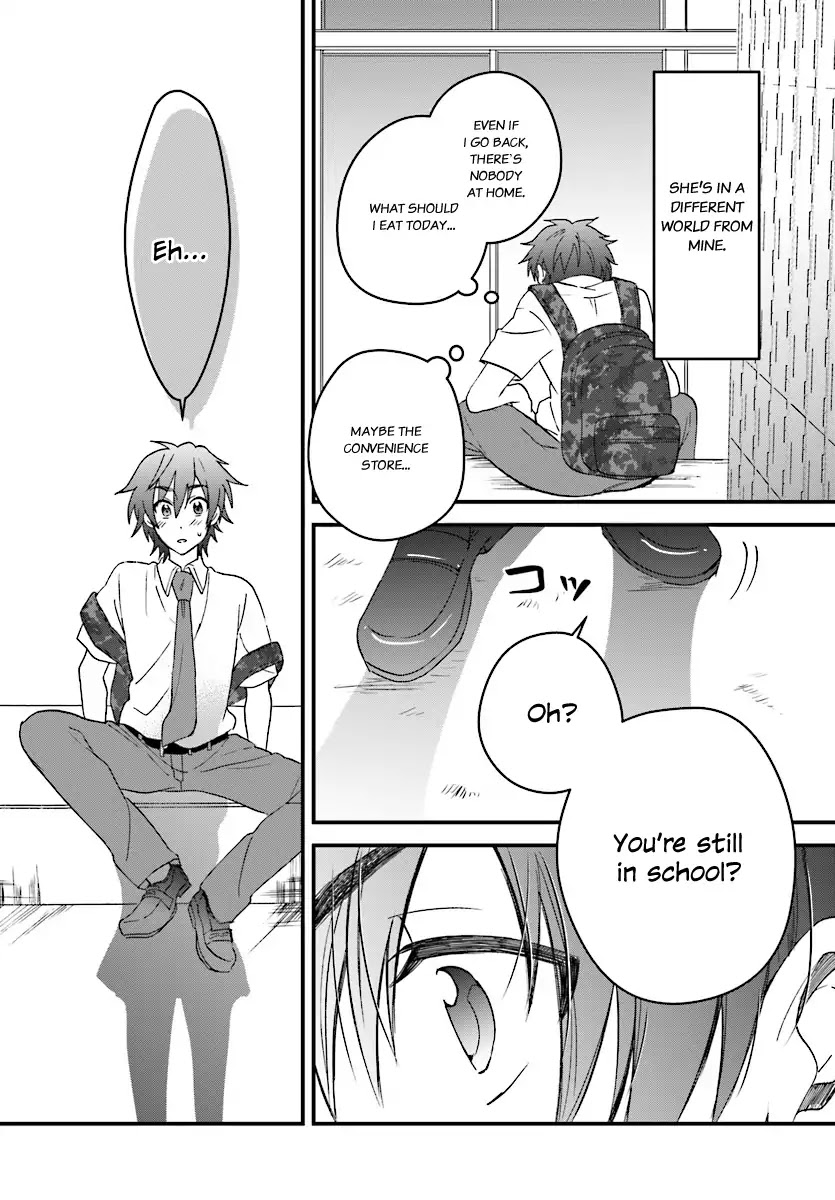 SHE'S IN A
DIFFERENT
WORLD FROM
MINE.
EVEN IF
I GO BACK,
THERE`S
NOBODY
AT HOME.
WHAT SHOULD
I EAT TODAY...
MAYBE THE
CONVENIENCE
STORE...
コッ
Oh?
You're still
in school?
Eh...